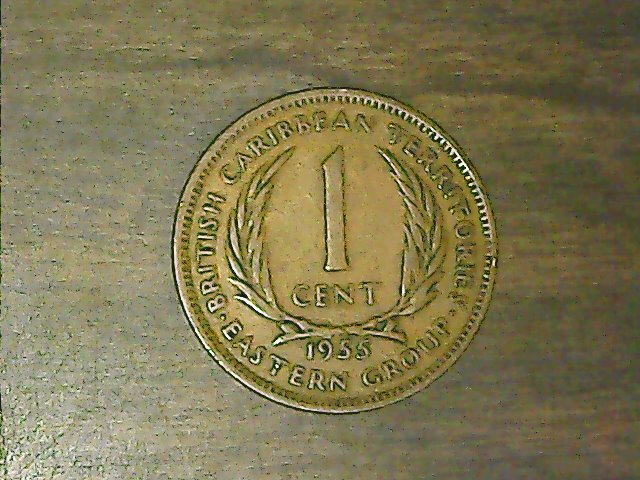 BRITISH CARIBBEAN TERRITORIES
1
CENT
1955
·EASTERN GROUP·